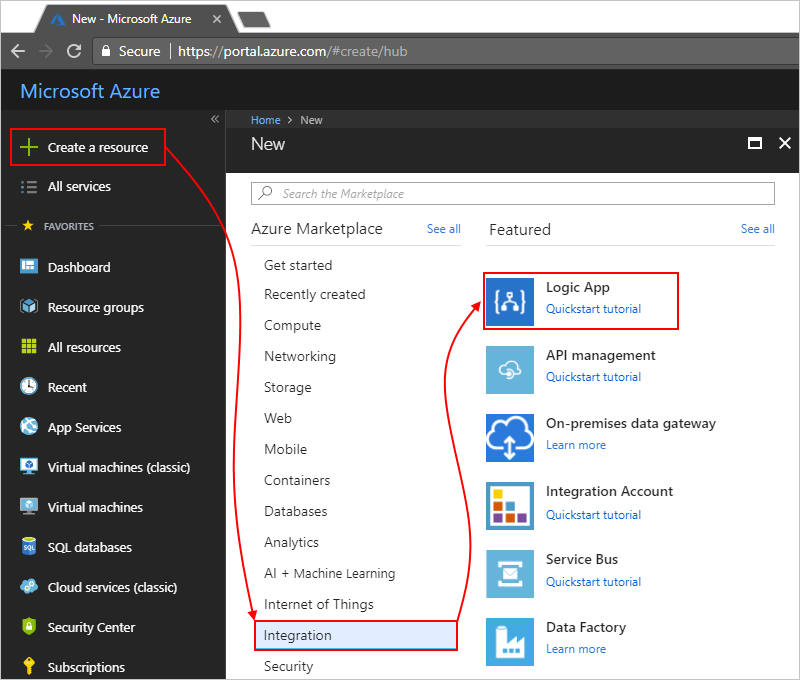 New - Microsoft Azure
Secure https://portal.azure.com/#create/hub
Microsoft Azure
Create a resource
All services
FAVORITES
Dashboard
Resource groups
All resources
Recent
App Services
Virtual machines (classic)
Virtual machines
SQL databases
SQL
Cloud services (classic)
Security Center
Subscriptions
Home > New
New
Search the Marketplace
Azure Marketplace See all
Get started
Recently created
Compute
Networking
Storage
Web
Mobile
Containers
Databases
Analytics
AI + Machine Learning
Internet of Things
Integration
Security
Featured See all
Logic App
Quickstart tutorial
API management
Quickstart tutorial
On-premises data gateway
Learn more
Integration Account
Quickstart tutorial
Service Bus
Quickstart tutorial
Data Factory
Learn more